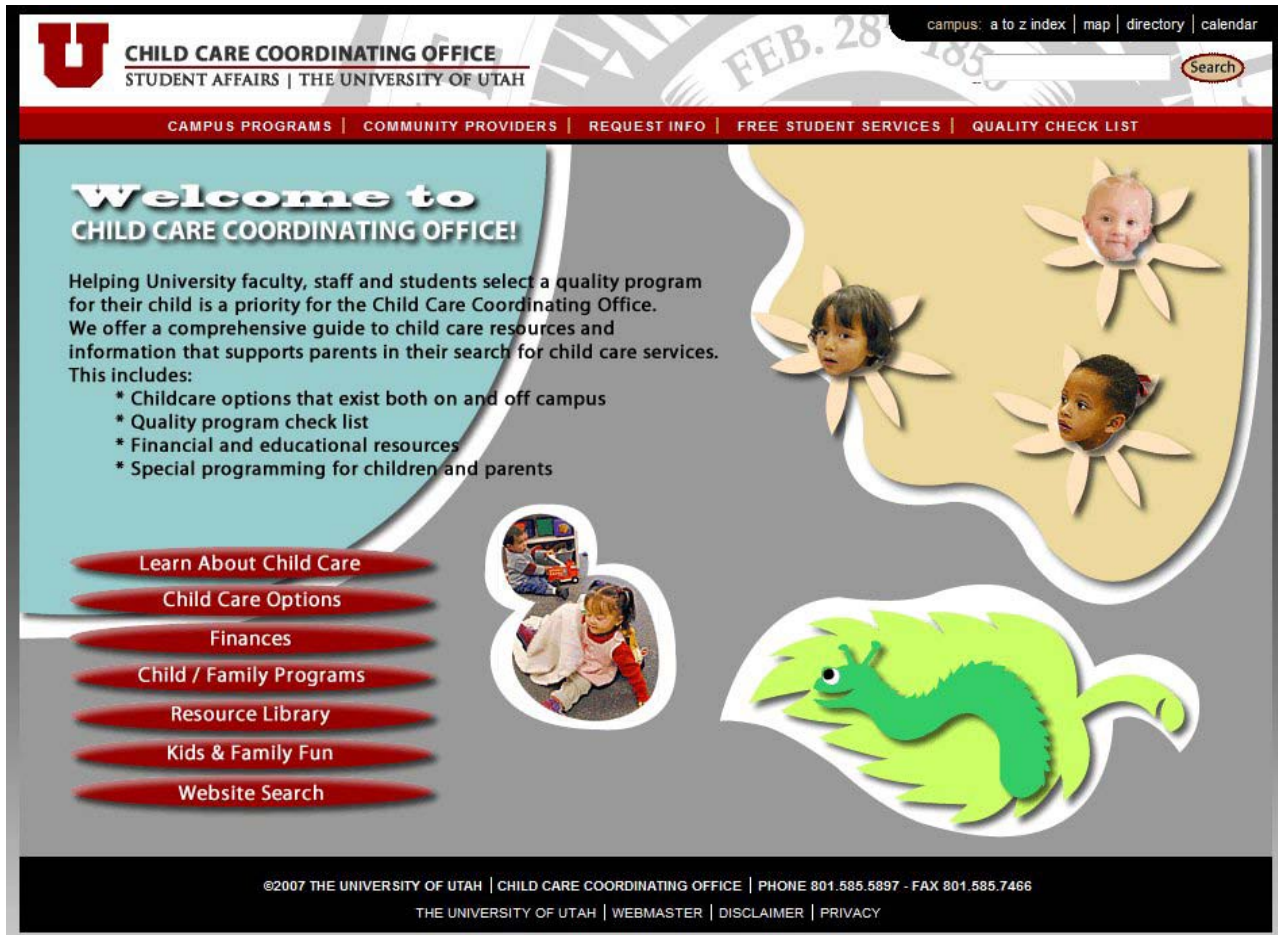 campus: a to z index | map | directory | calendar
U
CHILD CARE COORDINATING OFFICE
STUDENT AFFAIRS | THE UNIVERSITY OF UTAH
FEB. 28 1850
Search
CAMPUS PROGRAMS | COMMUNITY PROVIDERS | REQUEST INFO | FREE STUDENT SERVICES | QUALITY CHECK LIST
Welcome to
CHILD CARE COORDINATING OFFICE!
Helping University faculty, staff and students select a quality program
for their child is a priority for the Child Care Coordinating Office.
We offer a comprehensive guide to child care resources and
information that supports parents in their search for child care services.
This includes:
* Childcare options that exist both on and off campus
* Quality program check list
* Financial and educational resources
* Special programming for children and parents
Learn About Child Care
Child Care Options
Finances
Child / Family Programs
Resource Library
Kids & Family Fun
Website Search
©2007 THE UNIVERSITY OF UTAH | CHILD CARE COORDINATING OFFICE | PHONE 801.585.5897 - FAX 801.585.7466
THE UNIVERSITY OF UTAH | WEBMASTER | DISCLAIMER | PRIVACY